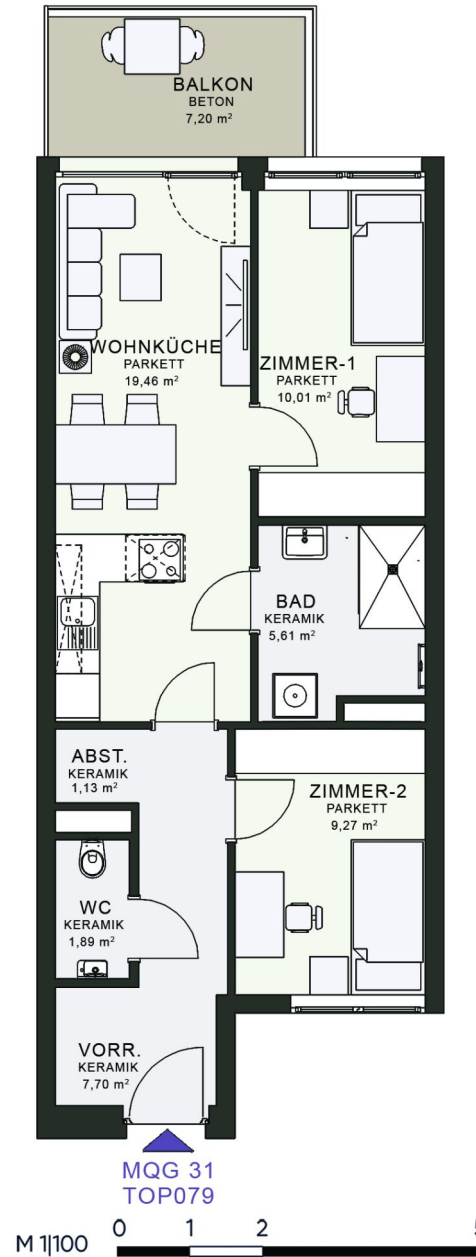 BALKON
BETON
7,20 m²
WOHNKÜCHE
PARKETT
19,46 m²
ZIMMER-1
PARKETT
10,01 m²
BAD
KERAMIK
5,61 m²
ABST.
KERAMIK
1,13 m²
ZIMMER-2
PARKETT
9,27 m²
WC
KERAMIK
1,89 m²
VORR.
KERAMIK
7,70 m²
MQG 31
TOP079
M 1|100 0 1 2